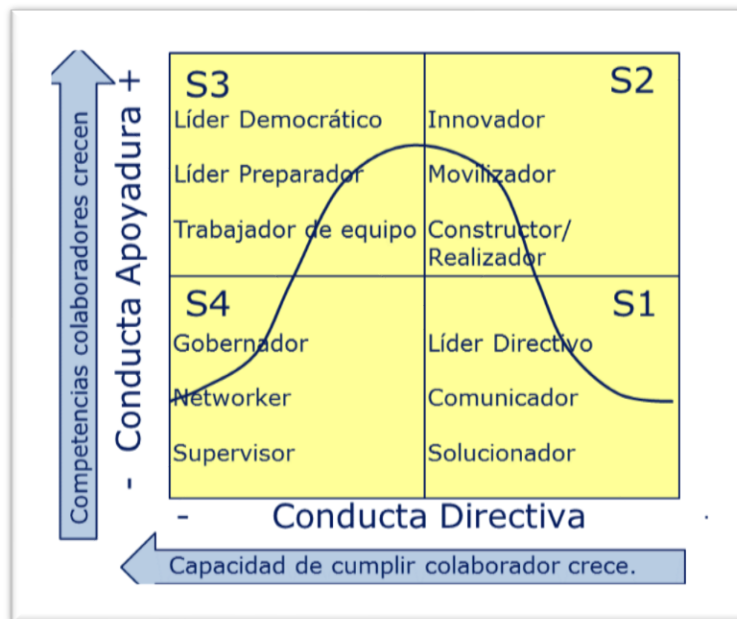 Competencias colaboradores crecen
- Conducta Apoyadura +
S3
Líder Democrático
Líder Preparador
Trabajador de equipo
S2
Innovador
Movilizador
Constructor/
Realizador
S4
Gobernador
Networker
Supervisor
S1
Líder Directivo
Comunicador
Solucionador
- Conducta Directiva
Capacidad de cumplir colaborador crece.